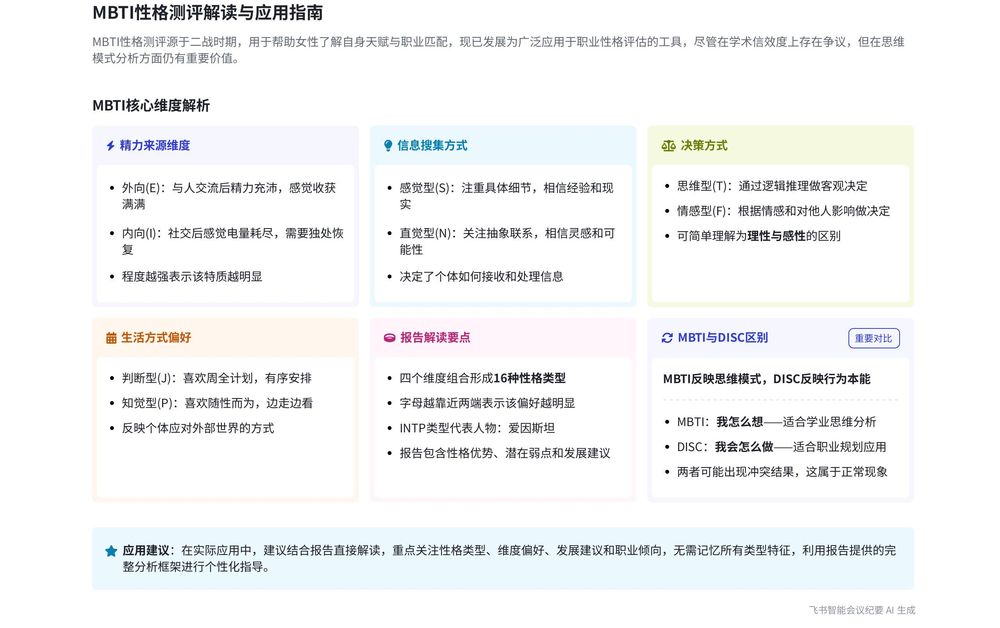 MBTI性格测评解读与应用指南
MBTI性格测评源于二战时期，用于帮助女性了解自身天赋与职业匹配，现已发展为广泛应用于职业性格评估的工具，尽管在学术信效度上存在争议，但在思维
模式分析方面仍有重要价值。
MBTI核心维度解析
精力来源维度
• 外向(E)：与人交流后精力充沛，感觉收获
满满
• 内向(I)：社交后感觉电量耗尽，需要独处恢
复
• 程度越强表示该特质越明显
信息搜集方式
• 感觉型(S)：注重具体细节，相信经验和现
实
• 直觉型(N)：关注抽象联系，相信灵感和可
能性
• 决定了个体如何接收和处理信息
决策方式
• 思维型(T)：通过逻辑推理做客观决定
• 情感型(F)：根据情感和对他人影响做决定
• 可简单理解为理性与感性的区别
生活方式偏好
• 判断型(J)：喜欢周全计划，有序安排
• 知觉型(P)：喜欢随性而为，边走边看
• 反映个体应对外部世界的方式
报告解读要点
• 四个维度组合形成16种性格类型
• 字母越靠近两端表示该偏好越明显
• INTP类型代表人物：爱因斯坦
• 报告包含性格优势、潜在弱点和发展建议
MBTI与DISC区别
重要对比
MBTI反映思维模式，DISC反映行为本能
• MBTI：我怎么想——适合学业思维分析
• DISC：我会怎么做——适合职业规划应用
• 两者可能出现冲突结果，这属于正常现象
应用建议：在实际应用中，建议结合报告直接解读，重点关注性格类型、维度偏好、发展建议和职业倾向，无需记忆所有类型特征，利用报告提供的完
整分析框架进行个性化指导。
飞书智能会议纪要 AI 生成